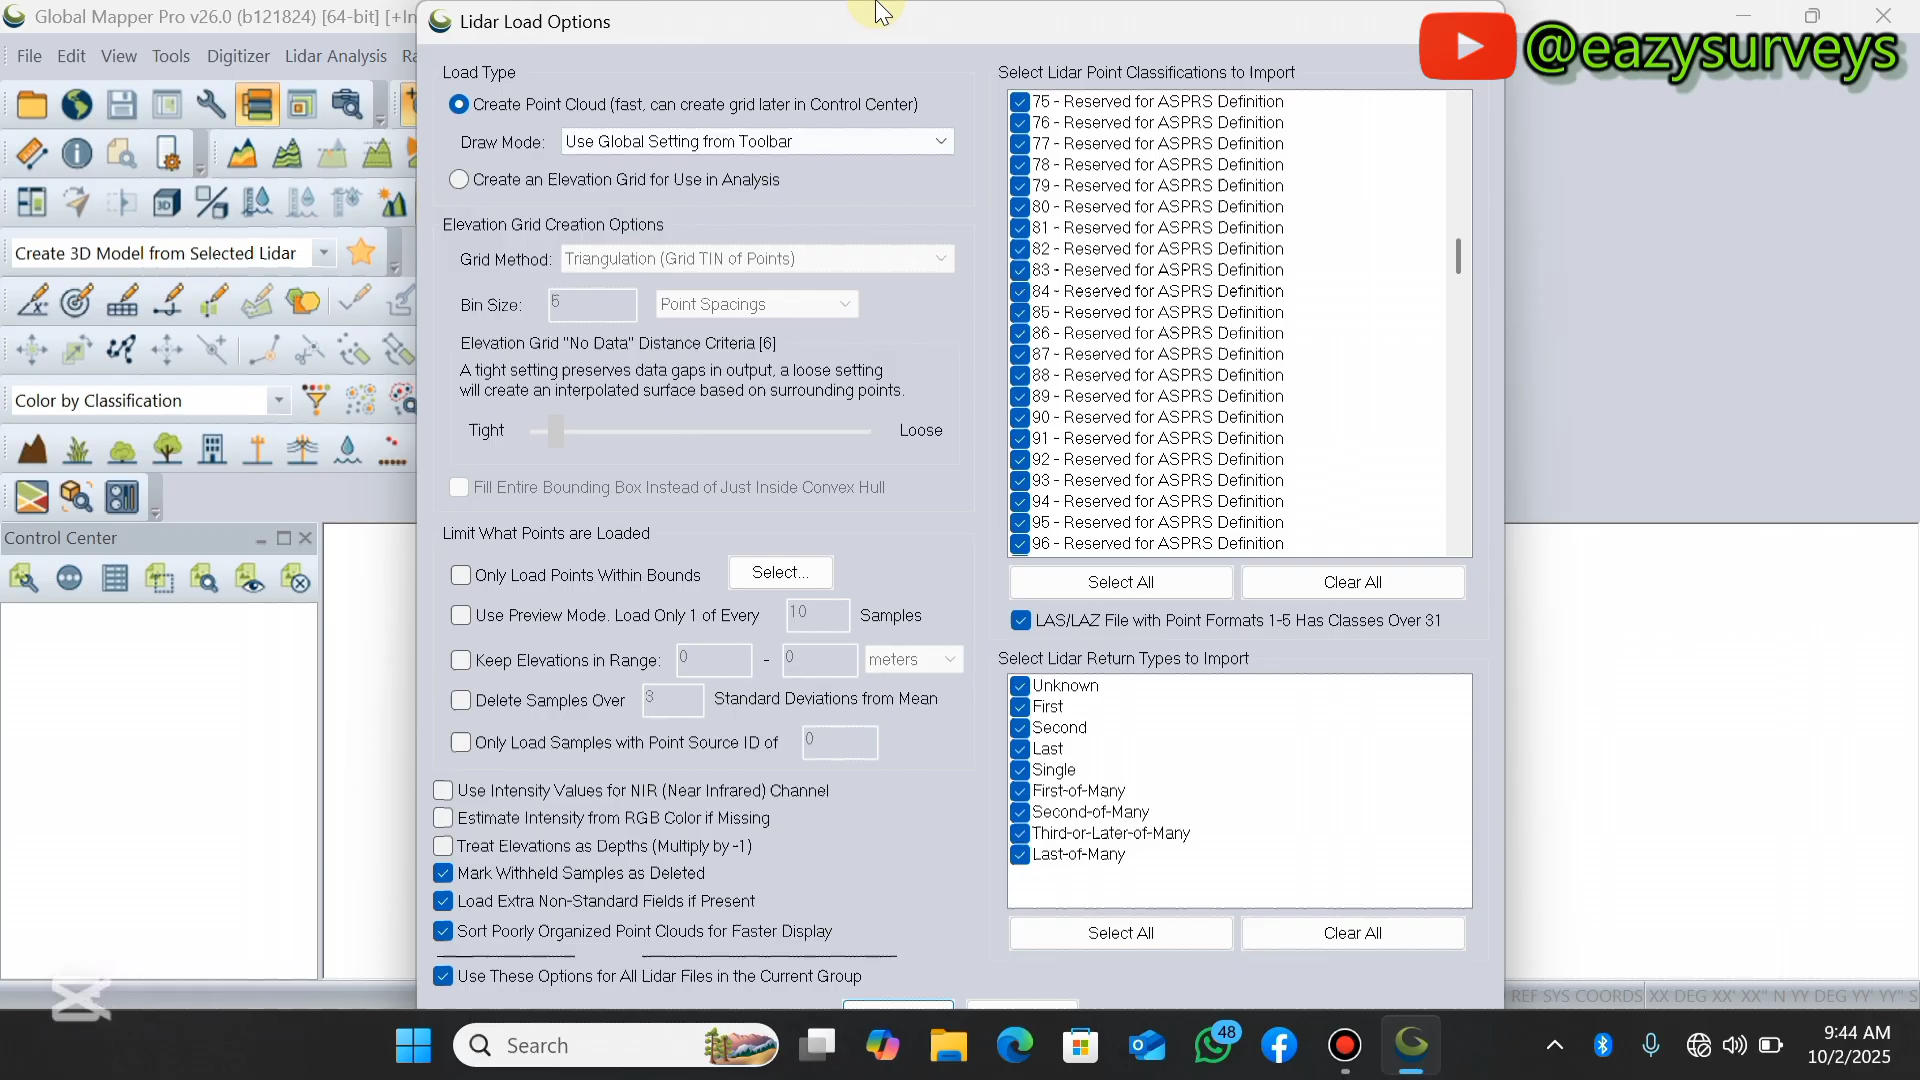 Global Mapper Pro v26.0 (b121824) [64-bit] [+In
Lidar Load Options
@eazysurveys
File Edit View Tools Digitizer Lidar Analysis Ra
Load Type
Create Point Cloud (fast, can create grid later in Control Center)
Draw Mode: Use Global Setting from Toolbar
Create an Elevation Grid for Use in Analysis
Elevation Grid Creation Options
Grid Method: Triangulation (Grid TIN of Points)
Bin Size: 5 Point Spacings
Elevation Grid "No Data" Distance Criteria [6]
A tight setting preserves data gaps in output, a loose setting
will create an interpolated surface based on surrounding points.
Tight Loose
Fill Entire Bounding Box Instead of Just Inside Convex Hull
Limit What Points are Loaded
Only Load Points Within Bounds Select...
Use Preview Mode. Load Only 1 of Every 10 Samples
Keep Elevations in Range: 0 - 0 meters
Delete Samples Over 3 Standard Deviations from Mean
Only Load Samples with Point Source ID of 0
Use Intensity Values for NIR (Near Infrared) Channel
Estimate Intensity from RGB Color if Missing
Treat Elevations as Depths (Multiply by -1)
Mark Withheld Samples as Deleted
Load Extra Non-Standard Fields if Present
Sort Poorly Organized Point Clouds for Faster Display
Use These Options for All Lidar Files in the Current Group
Select Lidar Point Classifications to Import
75 - Reserved for ASPRS Definition
76 - Reserved for ASPRS Definition
77 - Reserved for ASPRS Definition
78 - Reserved for ASPRS Definition
79 - Reserved for ASPRS Definition
80 - Reserved for ASPRS Definition
81 - Reserved for ASPRS Definition
82 - Reserved for ASPRS Definition
83 - Reserved for ASPRS Definition
84 - Reserved for ASPRS Definition
85 - Reserved for ASPRS Definition
86 - Reserved for ASPRS Definition
87 - Reserved for ASPRS Definition
88 - Reserved for ASPRS Definition
89 - Reserved for ASPRS Definition
90 - Reserved for ASPRS Definition
91 - Reserved for ASPRS Definition
92 - Reserved for ASPRS Definition
93 - Reserved for ASPRS Definition
94 - Reserved for ASPRS Definition
95 - Reserved for ASPRS Definition
96 - Reserved for ASPRS Definition
Select All Clear All
LAS/LAZ File with Point Formats 1-5 Has Classes Over 31
Select Lidar Return Types to Import
Unknown
First
Second
Last
Single
First-of-Many
Second-of-Many
Third-or-Later-of-Many
Last-of-Many
Select All Clear All
3D
Create 3D Model from Selected Lidar
Color by Classification
Control Center
REF SYS COORDS XX DEG XX' XX" N YY DEG YY' YY" S
Search
48
9:44 AM
10/2/2025